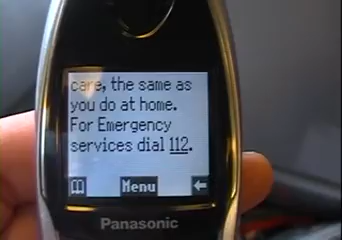 care, the same as
you do at home.
For Emergency
services dial 112.
Menu
Panasonic